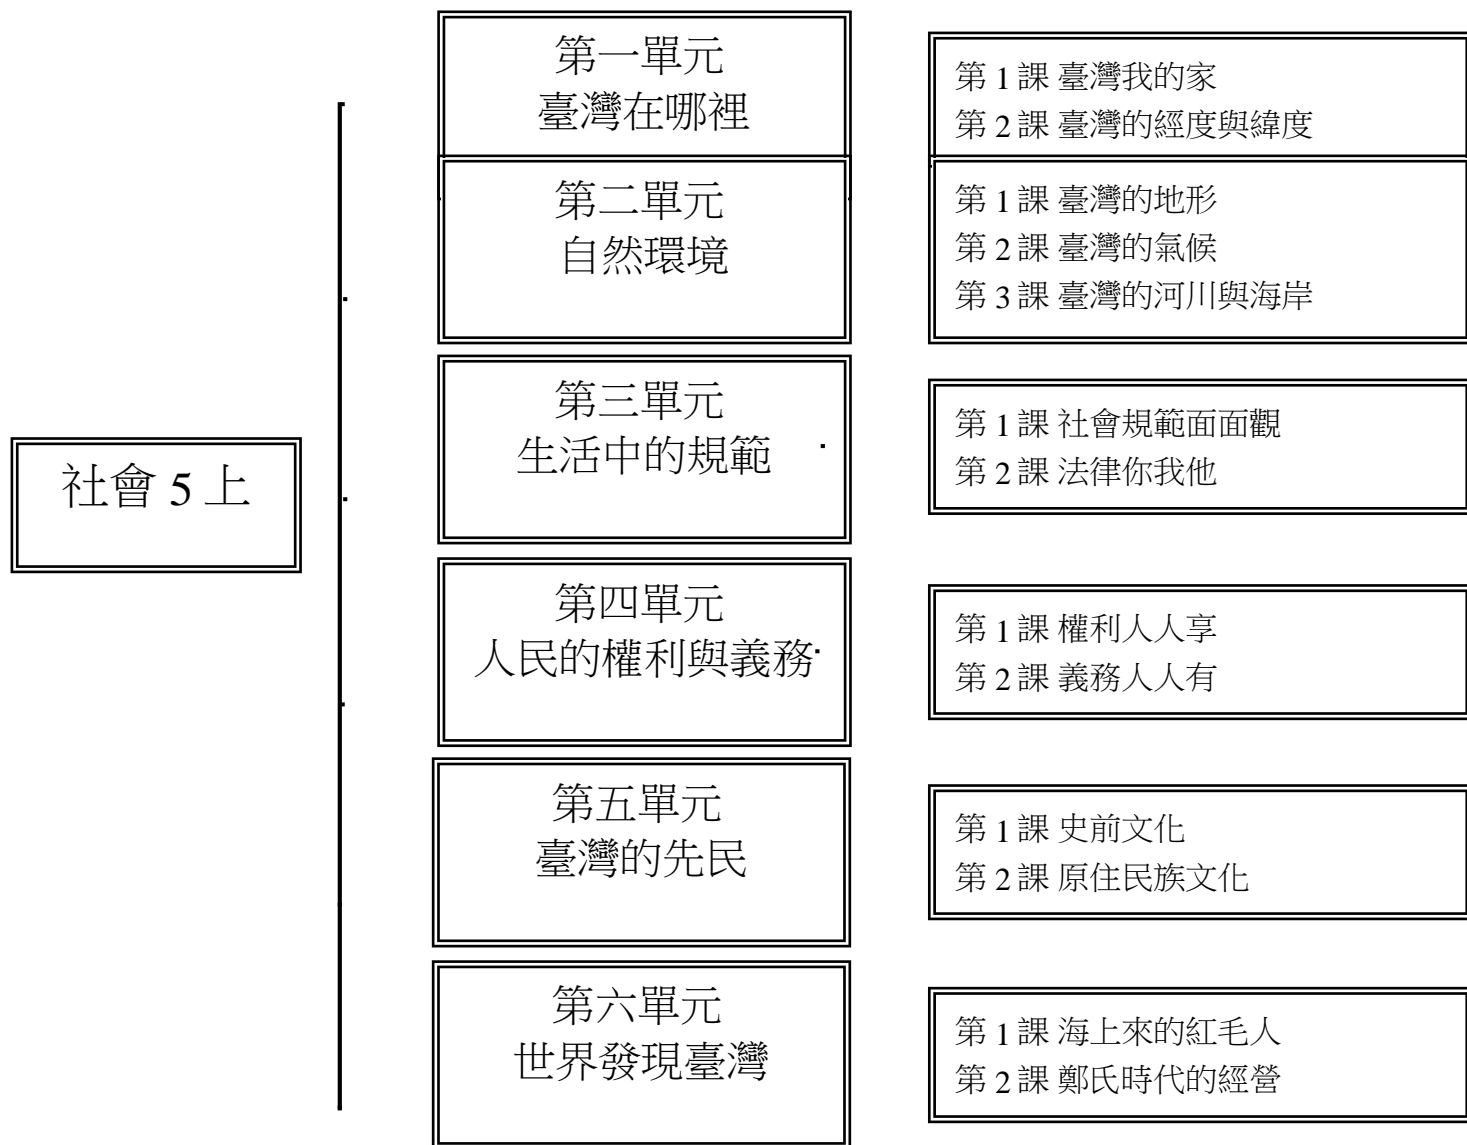 社會 5 上
第一單元
臺灣在哪裡
第 1 課 臺灣我的家
第 2 課 臺灣的經度與緯度
第二單元
自然環境
第 1 課 臺灣的地形
第 2 課 臺灣的氣候
第 3 課 臺灣的河川與海岸
第三單元
生活中的規範
第 1 課 社會規範面面觀
第 2 課 法律你我他
第四單元
人民的權利與義務
第 1 課 權利人人享
第 2 課 義務人人有
第五單元
臺灣的先民
第 1 課 史前文化
第 2 課 原住民族文化
第六單元
世界發現臺灣
第 1 課 海上來的紅毛人
第 2 課 鄭氏時代的經營